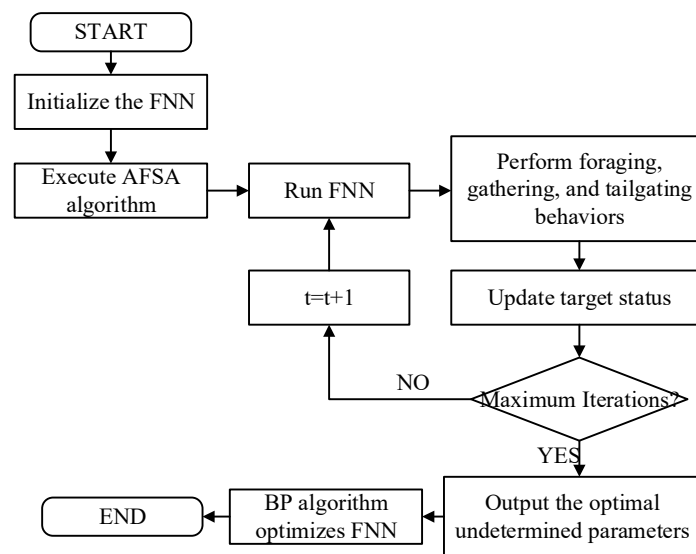 START
Initialize the FNN
Execute AFSA
algorithm
Run FNN
Perform foraging,
gathering, and tailgating
behaviors
t=t+1
Update target status
NO
Maximum Iterations?
YES
END
BP algorithm
optimizes FNN
Output the optimal
undetermined parameters